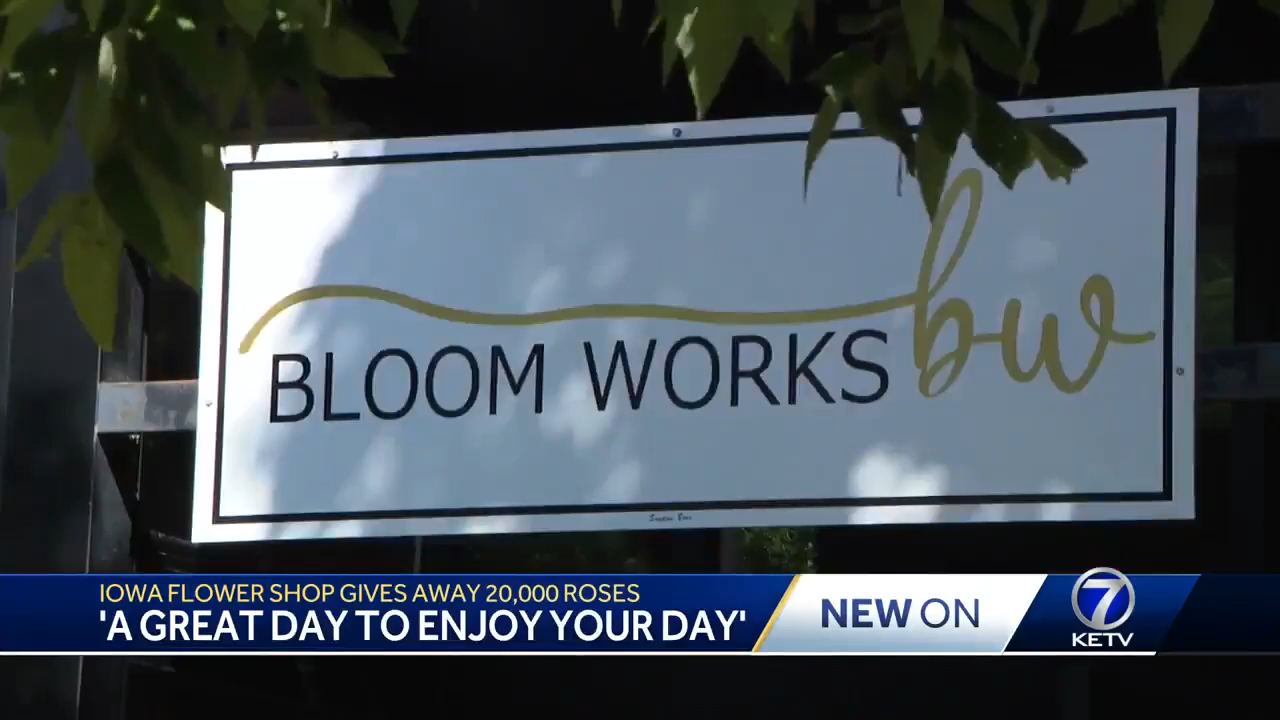 BLOOM WORKS
bw
IOWA FLOWER SHOP GIVES AWAY 20,000 ROSES
'A GREAT DAY TO ENJOY YOUR DAY'
NEW ON
7
KETV